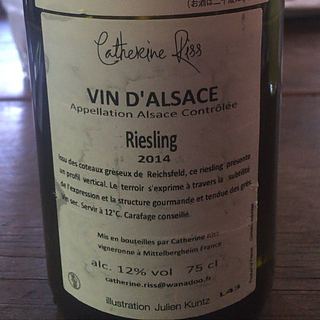 Catherine Riss
VIN D'ALSACE
Appellation Alsace Contrôlée
Riesling
2014
Issu des coteaux gréseux de Reichsfeld, ce riesling présente
un profil vertical. Le terroir s'exprime à travers la subtilité
de l'expression et la structure gourmande et tendue des grès.
Vin sec. Servir à 12°C. Carafage conseillé.
Mis en bouteilles par Catherine RISS
vigneronne à Mittelbergheim France
alc. 12% vol 75 cl
catherine.riss@wanadoo.fr
illustration Julien Kuntz L43